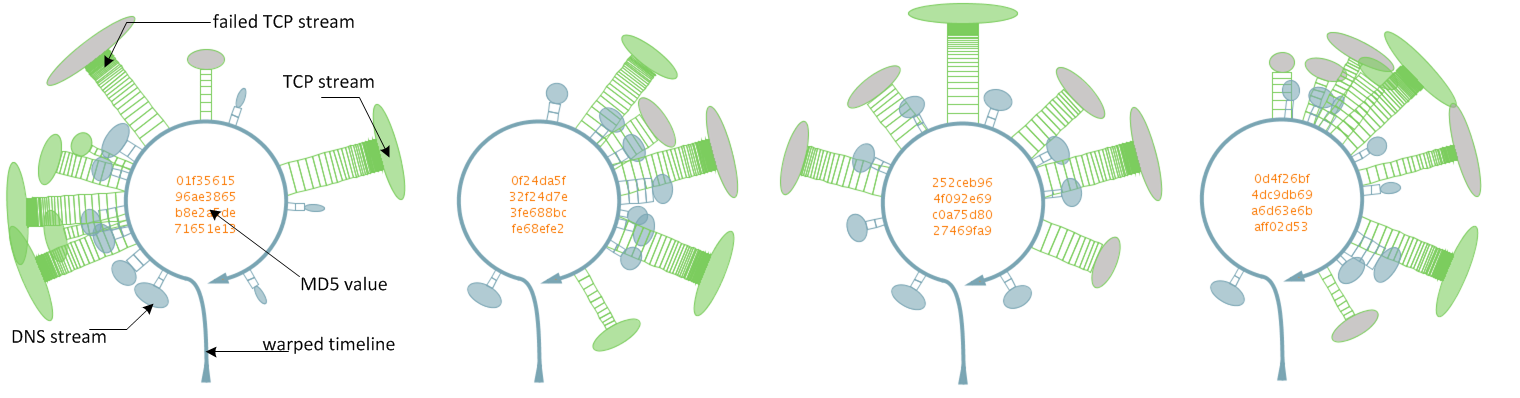 failed TCP stream
TCP stream
01f35615
96ae3865
b8e2a5de
71651e13
MD5 value
DNS stream
warped timeline
0f24da5f
32f24d7e
3fe688bc
fe68efe2
252ceb96
4f092e69
c0a75d80
27469fa9
0d4f26bf
4dc9db69
a6d63e6b
aff02d53